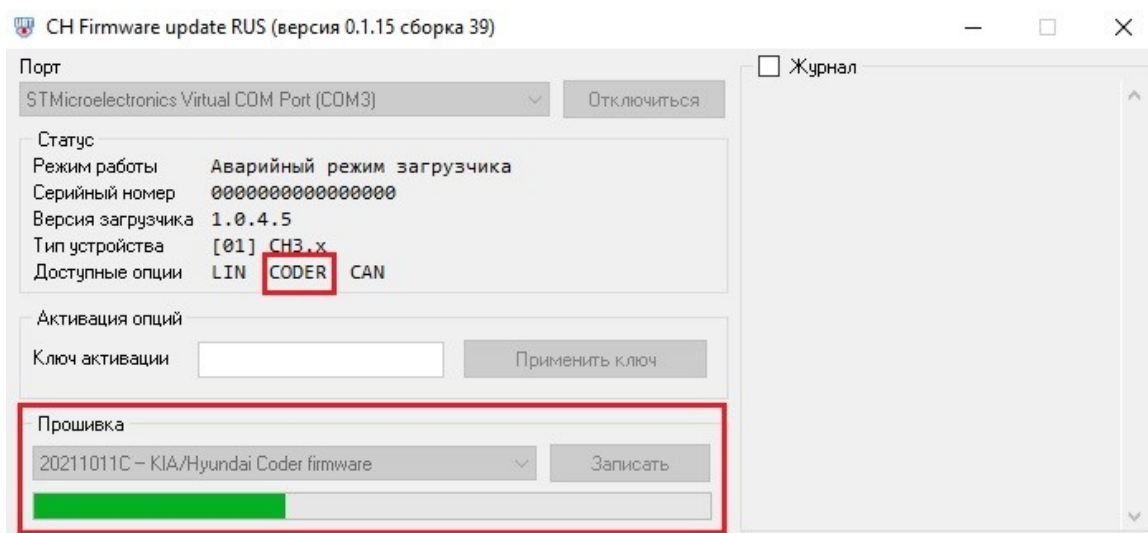 CH Firmware update RUS (версия 0.1.15 сборка 39)
Порт
STMicroelectronics Virtual COM Port (COM3)
Отключиться
Статус
Режим работы Аварийный режим загрузчика
Серийный номер 0000000000000000
Версия загрузчика 1.0.4.5
Тип устройства [01] CH3.x
Доступные опции LIN CODER CAN
Активация опций
Ключ активации
Применить ключ
Прошивка
20211011C – KIA/Hyundai Coder firmware
Записать
Журнал